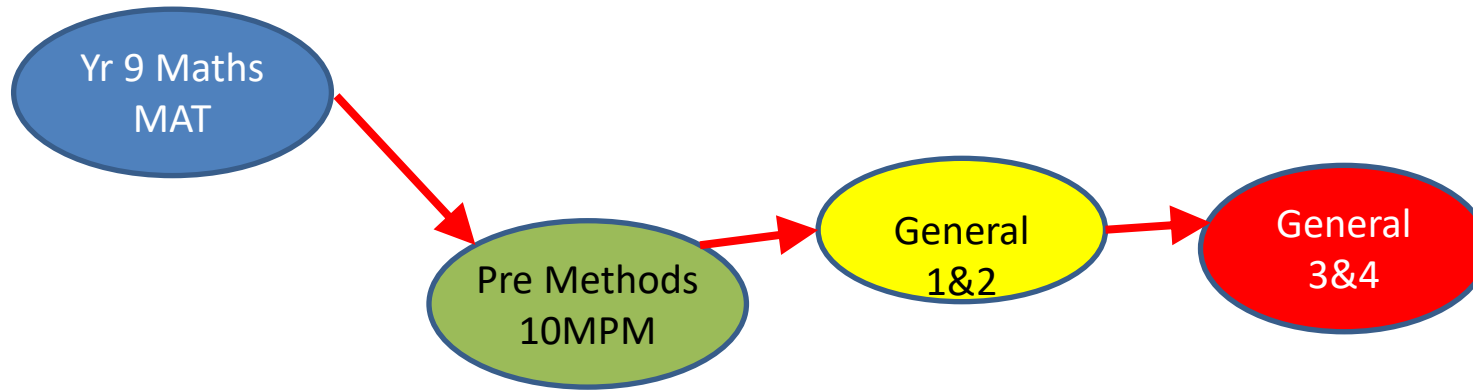 Yr 9 Maths
MAT
Pre Methods
10MPM
General
1&2
General
3&4